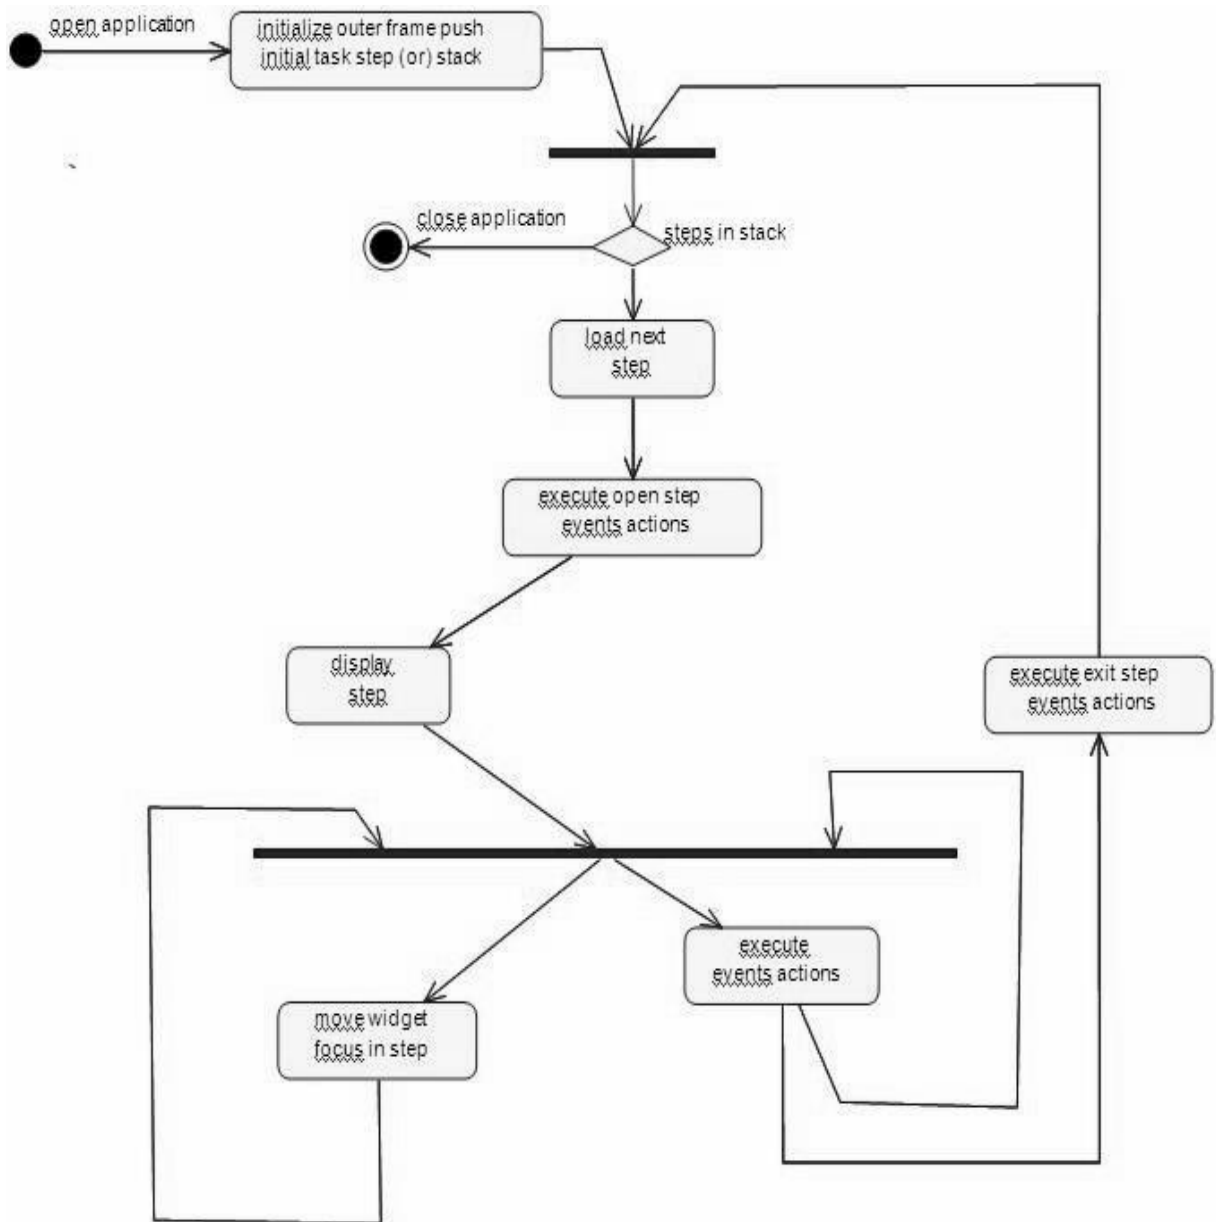 open application
initialize outer frame push
initial task step (or) stack
close application
steps in stack
load next
step
execute open step
events actions
display
step
execute exit step
events actions
execute
events actions
move widget
focus in step